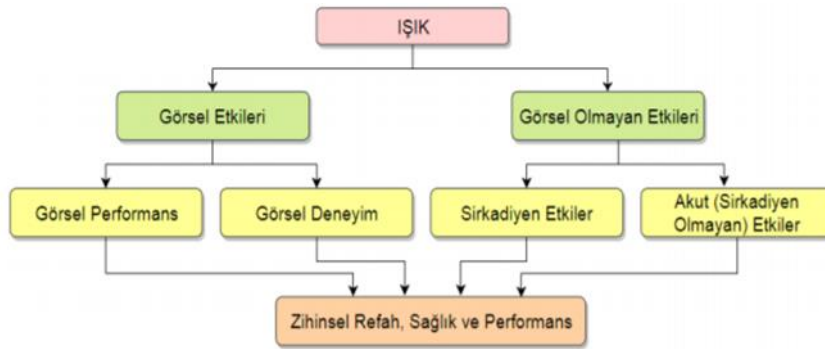 IŞIK
Görsel Etkileri
Görsel Olmayan Etkileri
Görsel Performans
Görsel Deneyim
Sirkadiyen Etkiler
Akut (Sirkadiyen
Olmayan) Etkiler
Zihinsel Refah, Sağlık ve Performans